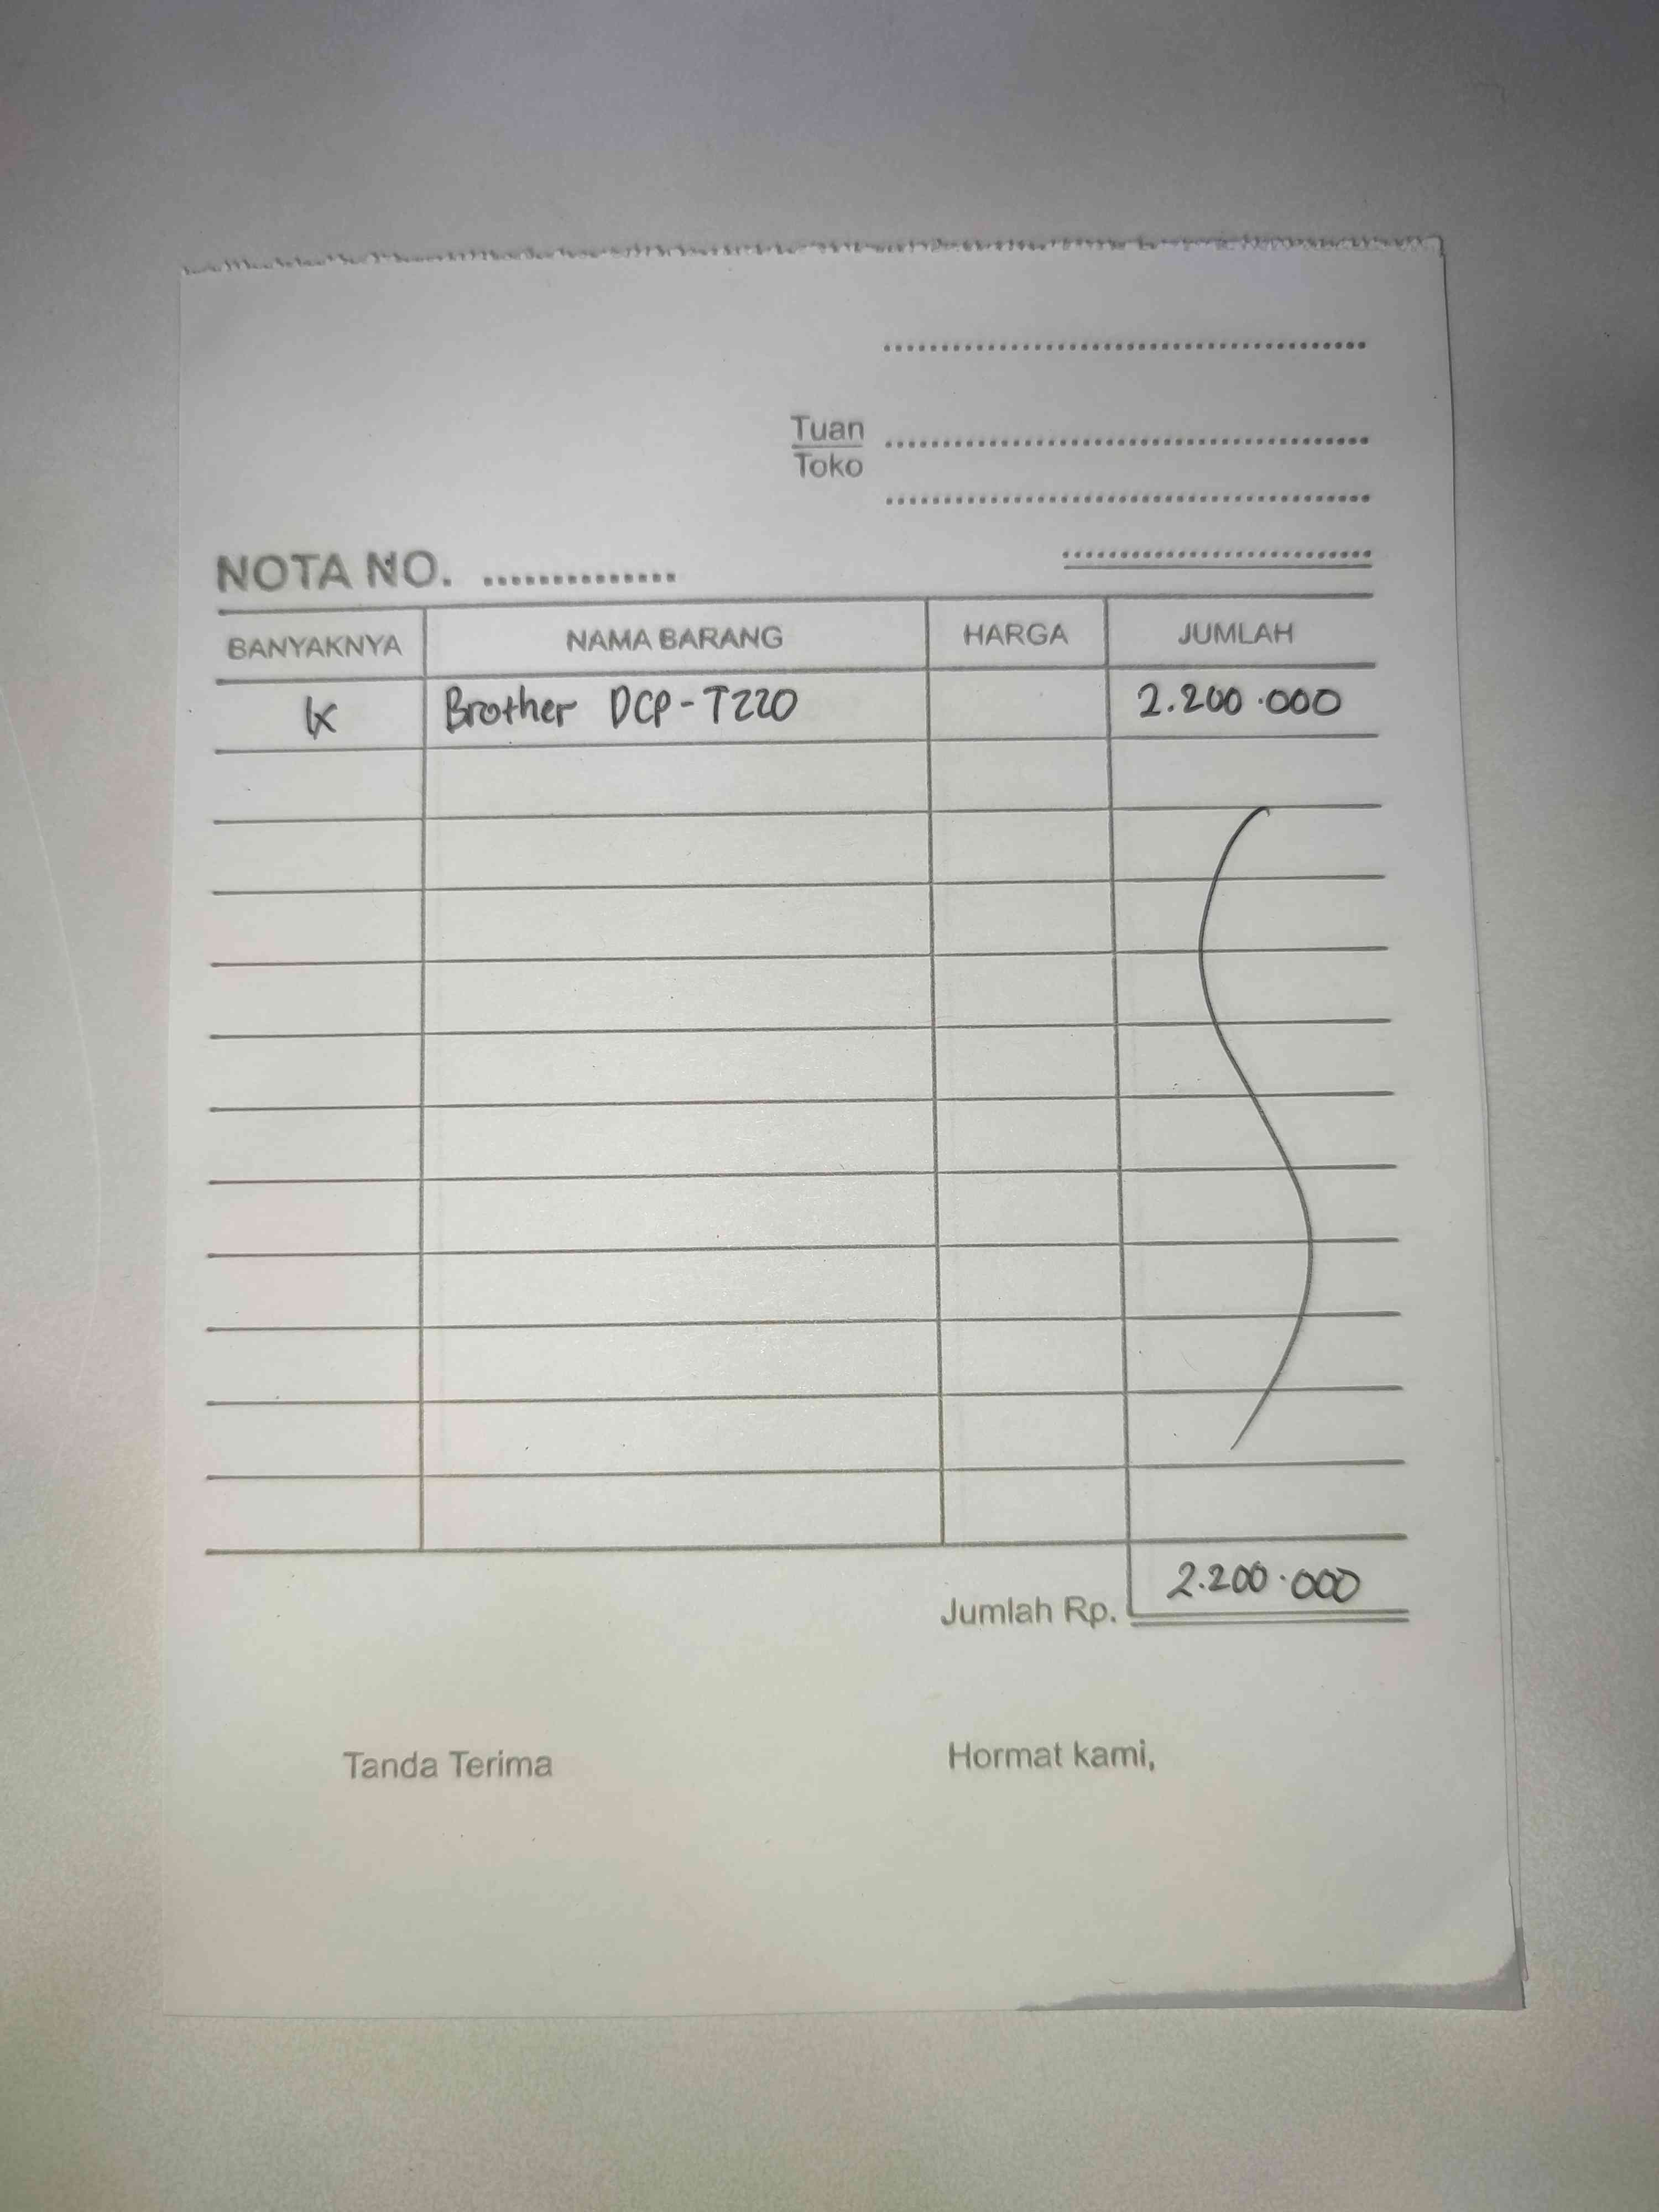 Tuan
Toko
NOTA NO. ..............
BANYAKNYA NAMA BARANG HARGA JUMLAH
1x Brother DCP-T220 2.200.000
Jumlah Rp. 2.200.000
Tanda Terima Hormat kami,